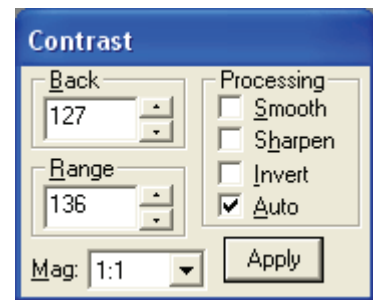 Contrast
Back
127
Range
136
Mag: 1:1
Processing
Smooth
Sharpen
Invert
Auto
Apply